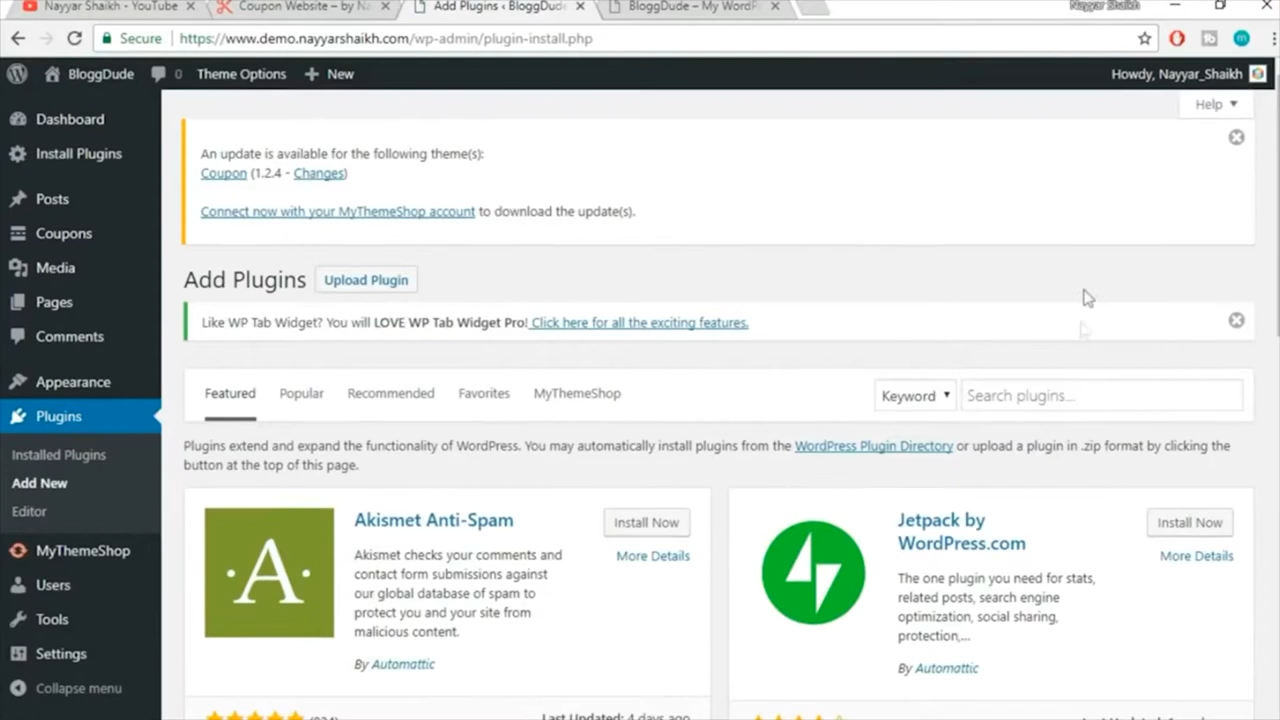 Nayyar Shaikh - YouTube
Coupon Website – by Na
Add Plugins ‹ BloggDude
BloggDude – My WordP
Nayyar Shaikh
Secure
https://www.demo.nayyarshaikh.com/wp-admin/plugin-install.php
BloggDude 0 Theme Options New
Howdy, Nayyar_Shaikh
Help
Dashboard
Install Plugins
Posts
Coupons
Media
Pages
Comments
Appearance
Plugins
Installed Plugins
Add New
Editor
MyThemeShop
Users
Tools
Settings
Collapse menu
An update is available for the following theme(s):
Coupon (1.2.4 - Changes)
Connect now with your MyThemeShop account to download the update(s).
Add Plugins Upload Plugin
Like WP Tab Widget? You will LOVE WP Tab Widget Pro! Click here for all the exciting features.
Featured Popular Recommended Favorites MyThemeShop
Keyword Search plugins...
Plugins extend and expand the functionality of WordPress. You may automatically install plugins from the WordPress Plugin Directory or upload a plugin in .zip format by clicking the
button at the top of this page.
A
Akismet Anti-Spam
Install Now
More Details
Akismet checks your comments and
contact form submissions against
our global database of spam to
protect you and your site from
malicious content.
By Automattic
Last Updated: 4 days ago
Jetpack by
WordPress.com
Install Now
More Details
The one plugin you need for stats,
related posts, search engine
optimization, social sharing,
protection,...
By Automattic